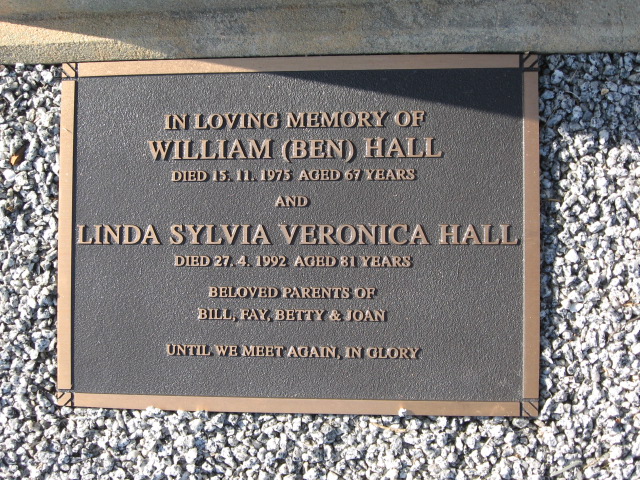 IN LOVING MEMORY OF
WILLIAM (BEN) HALL
DIED 15. 11. 1975 AGED 67 YEARS
AND
LINDA SYLVIA VERONICA HALL
DIED 27. 4. 1992 AGED 81 YEARS
BELOVED PARENTS OF
BILL, FAY, BETTY & JOAN
UNTIL WE MEET AGAIN, IN GLORY